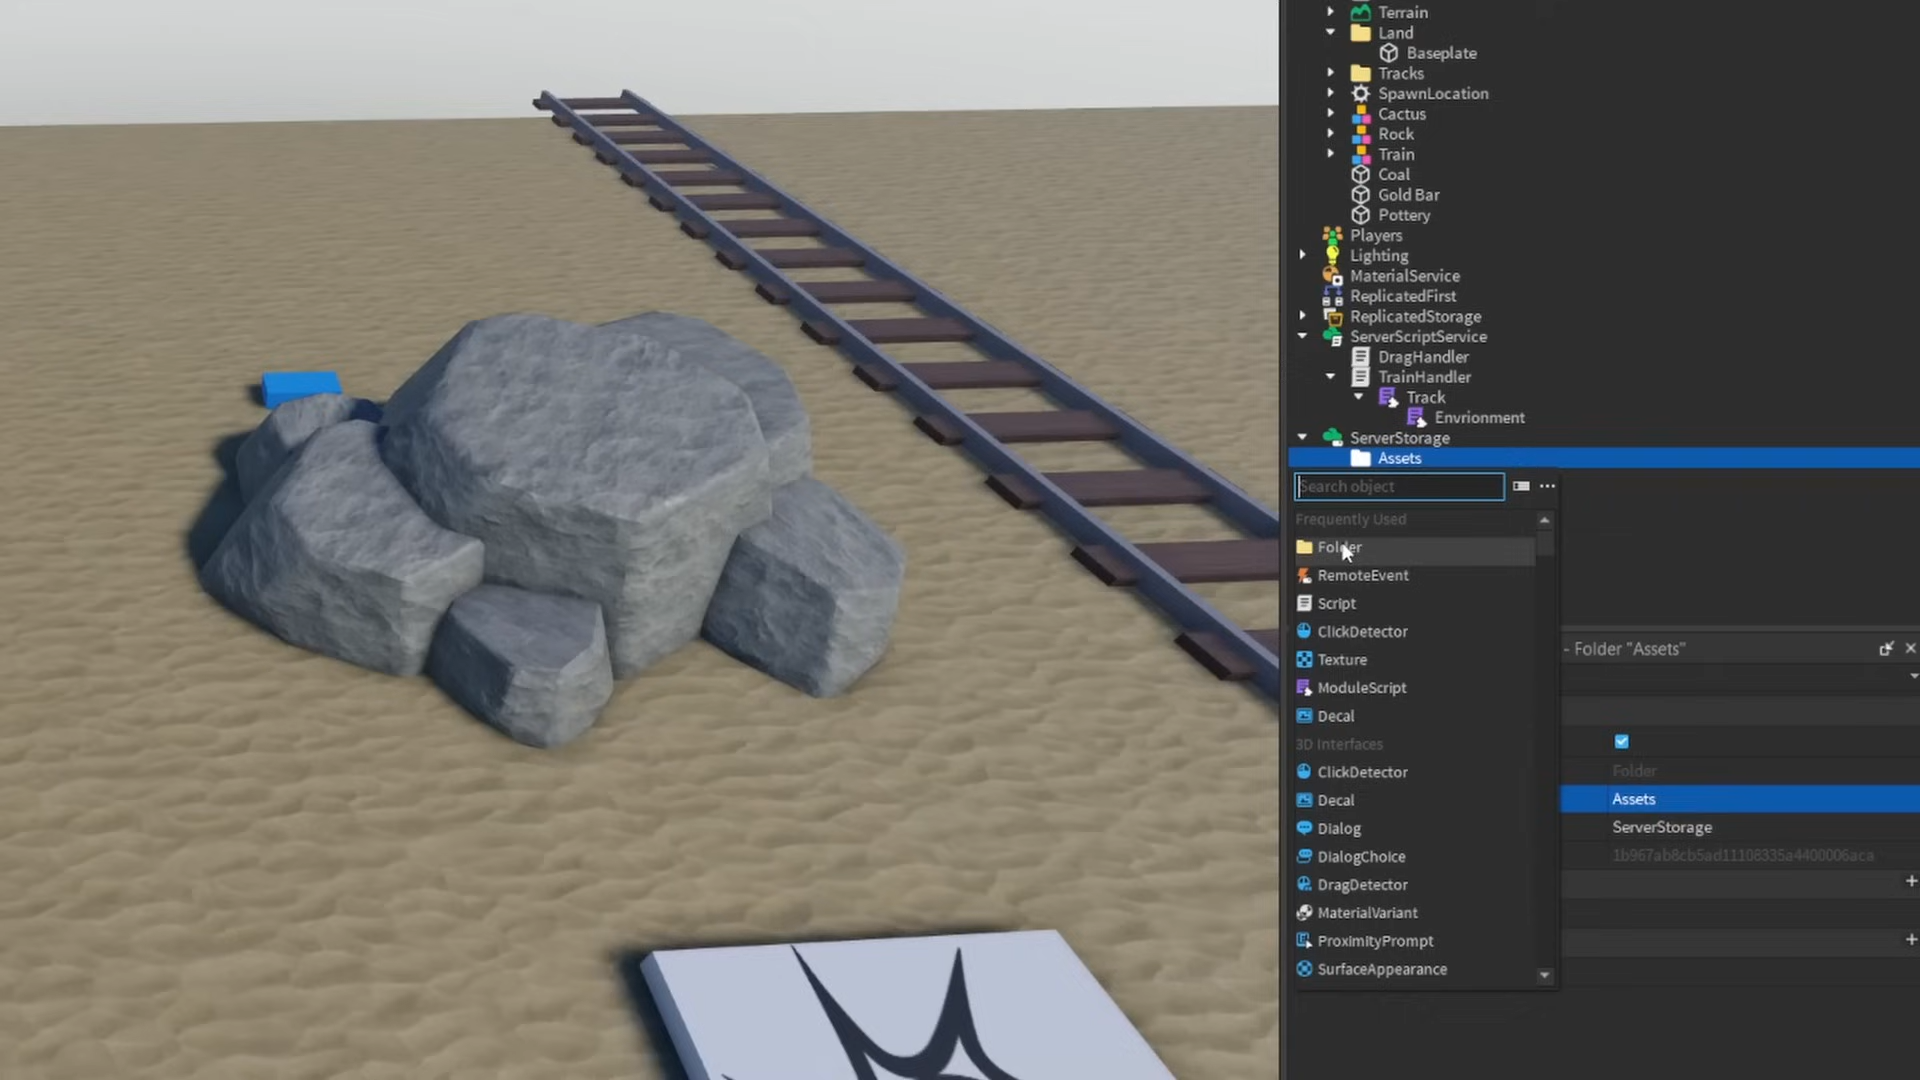 Terrain
Land
Baseplate
Tracks
SpawnLocation
Cactus
Rock
Train
Coal
Gold Bar
Pottery
Players
Lighting
MaterialService
ReplicatedFirst
ReplicatedStorage
ServerScriptService
DragHandler
TrainHandler
Track
Envrionment
ServerStorage
Assets
Search object
Frequently Used
Folder
RemoteEvent
Script
ClickDetector
Texture
ModuleScript
Decal
3D Interfaces
ClickDetector
Decal
Dialog
DialogChoice
DragDetector
MaterialVariant
ProximityPrompt
SurfaceAppearance
- Folder "Assets"
Folder
Assets
ServerStorage
1b967ab8cb5ad11108335a4400006aca